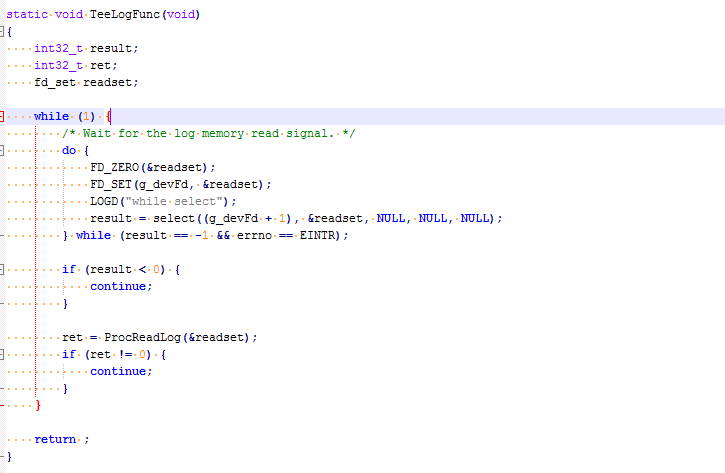 static void TeeLogFunc(void)
{
    int32_t result;
    int32_t ret;
    fd_set readset;

    while (1) {
        /* Wait for the log memory read signal. */
        do {
            FD_ZERO(&readset);
            FD_SET(g_devFd, &readset);
            LOGD("while select");
            result = select((g_devFd + 1), &readset, NULL, NULL, NULL);
        } while (result == -1 && errno == EINTR);

        if (result < 0) {
            continue;
        }

        ret = ProcReadLog(&readset);
        if (ret != 0) {
            continue;
        }
    }

    return ;
}